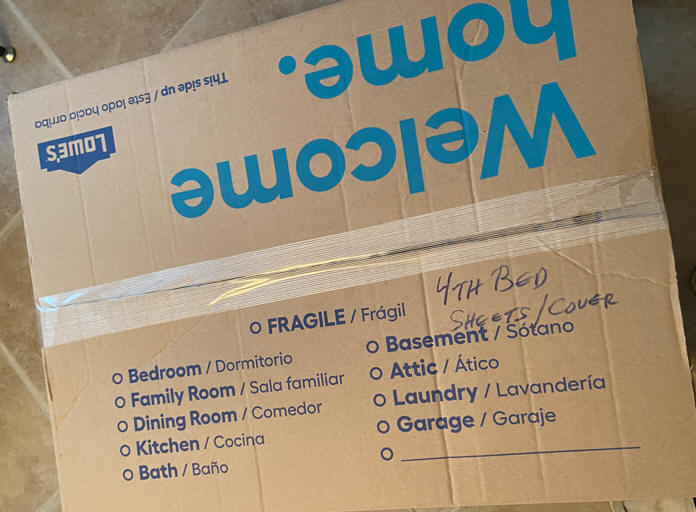 Welcome
home.
This side up / Este lado hacia arriba
LOWE'S
4TH BED
SHEETS/COVER
FRAGILE / Frágil
Bedroom / Dormitorio
Family Room / Sala familiar
Dining Room / Comedor
Kitchen / Cocina
Bath / Baño
Basement / Sótano
Attic / Ático
Laundry / Lavandería
Garage / Garaje